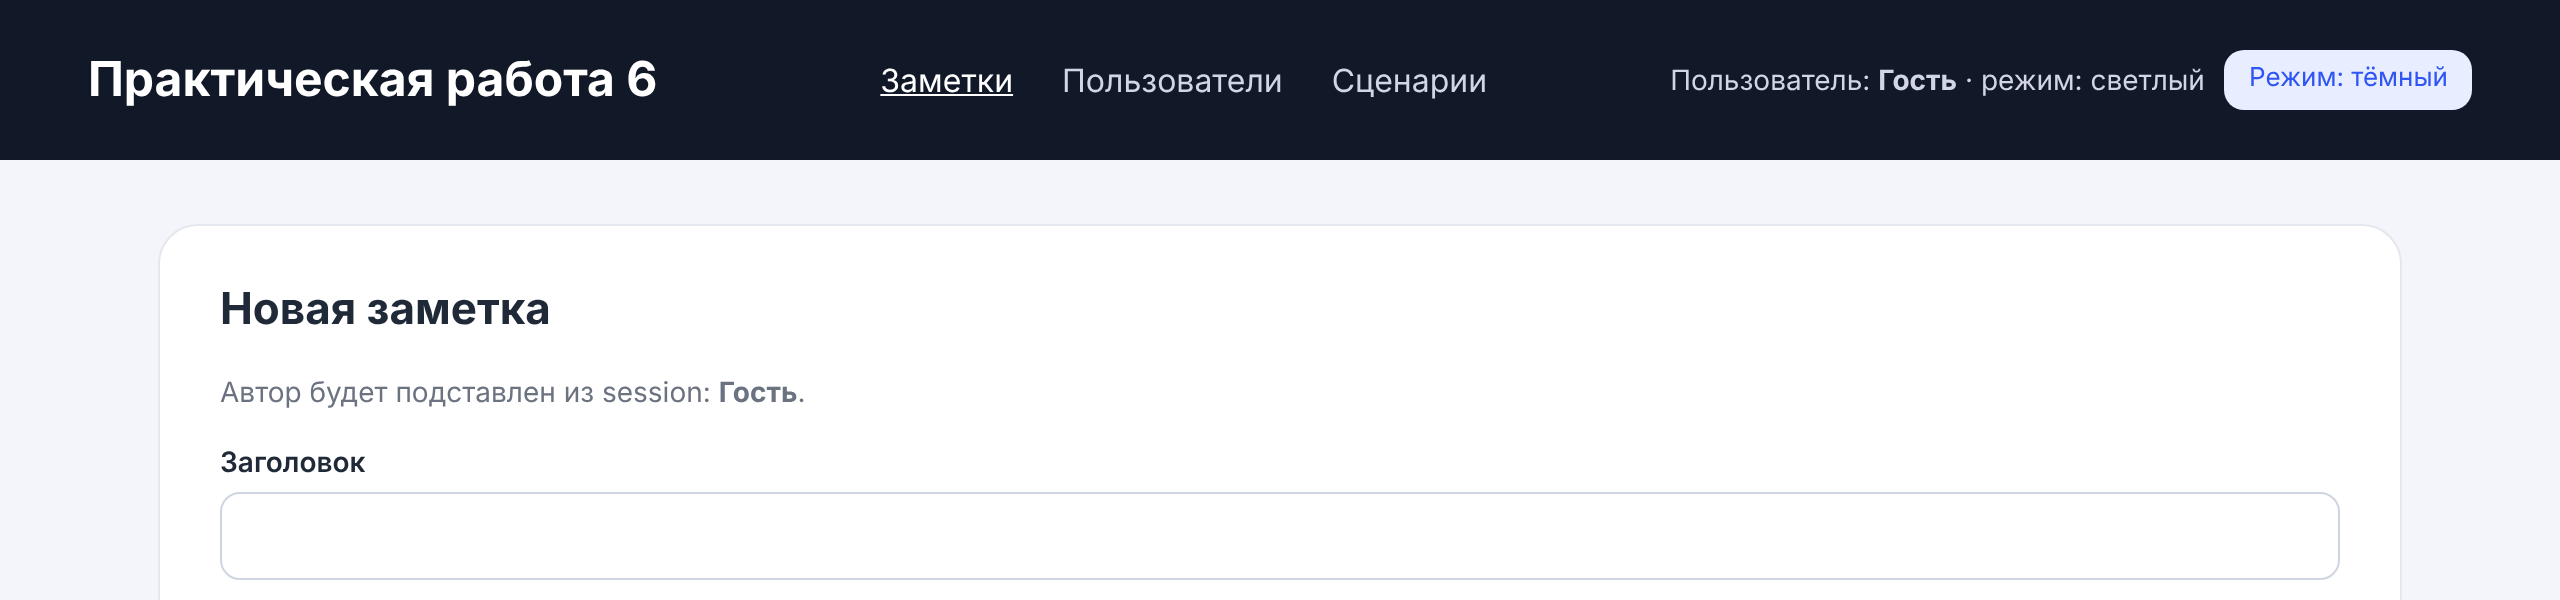 Практическая работа 6
Заметки Пользователи Сценарии
Пользователь: Гость · режим: светлый
Режим: тёмный
Новая заметка
Автор будет подставлен из session: Гость.
Заголовок